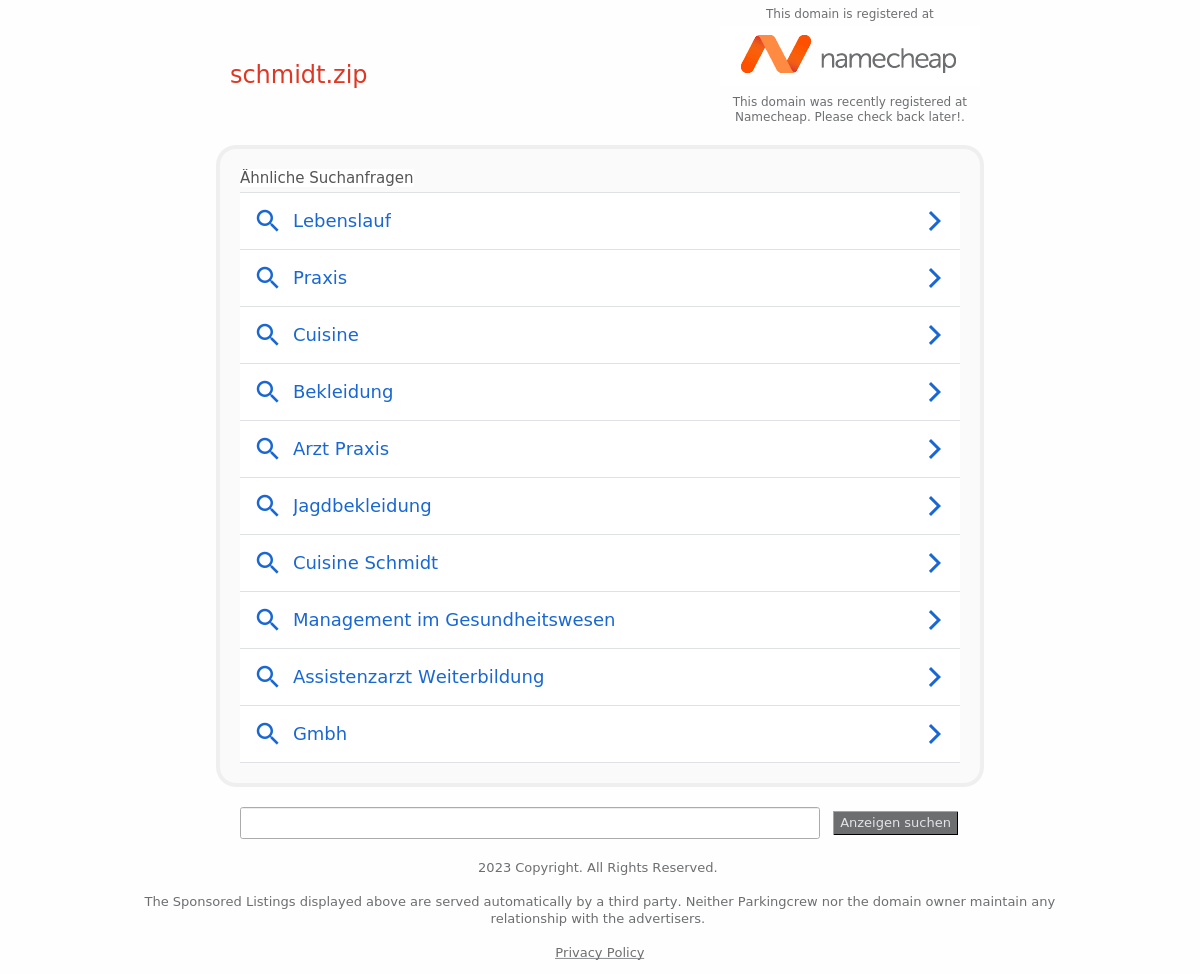 This domain is registered at
namecheap
schmidt.zip
This domain was recently registered at
Namecheap. Please check back later!.
Ähnliche Suchanfragen
Lebenslauf
Praxis
Cuisine
Bekleidung
Arzt Praxis
Jagdbekleidung
Cuisine Schmidt
Management im Gesundheitswesen
Assistenzarzt Weiterbildung
Gmbh
Anzeigen suchen
2023 Copyright. All Rights Reserved.
The Sponsored Listings displayed above are served automatically by a third party. Neither Parkingcrew nor the domain owner maintain any
relationship with the advertisers.
Privacy Policy